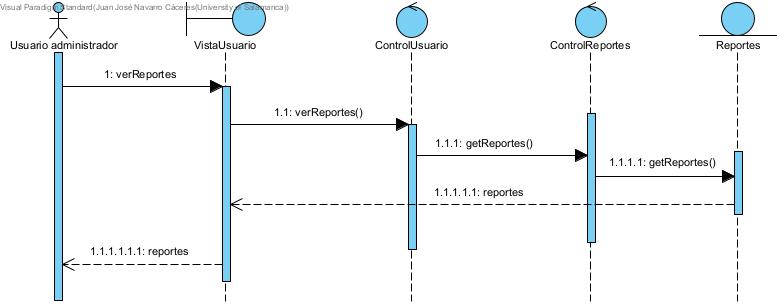 Visual Paradigm Standard(Juan José Navarro Cáceres(University of Salamanca))
Usuario administrador
VistaUsuario
ControlUsuario
ControlReportes
Reportes
1: verReportes
1.1: verReportes()
1.1.1: getReportes()
1.1.1.1: getReportes()
1.1.1.1.1: reportes
1.1.1.1.1.1: reportes